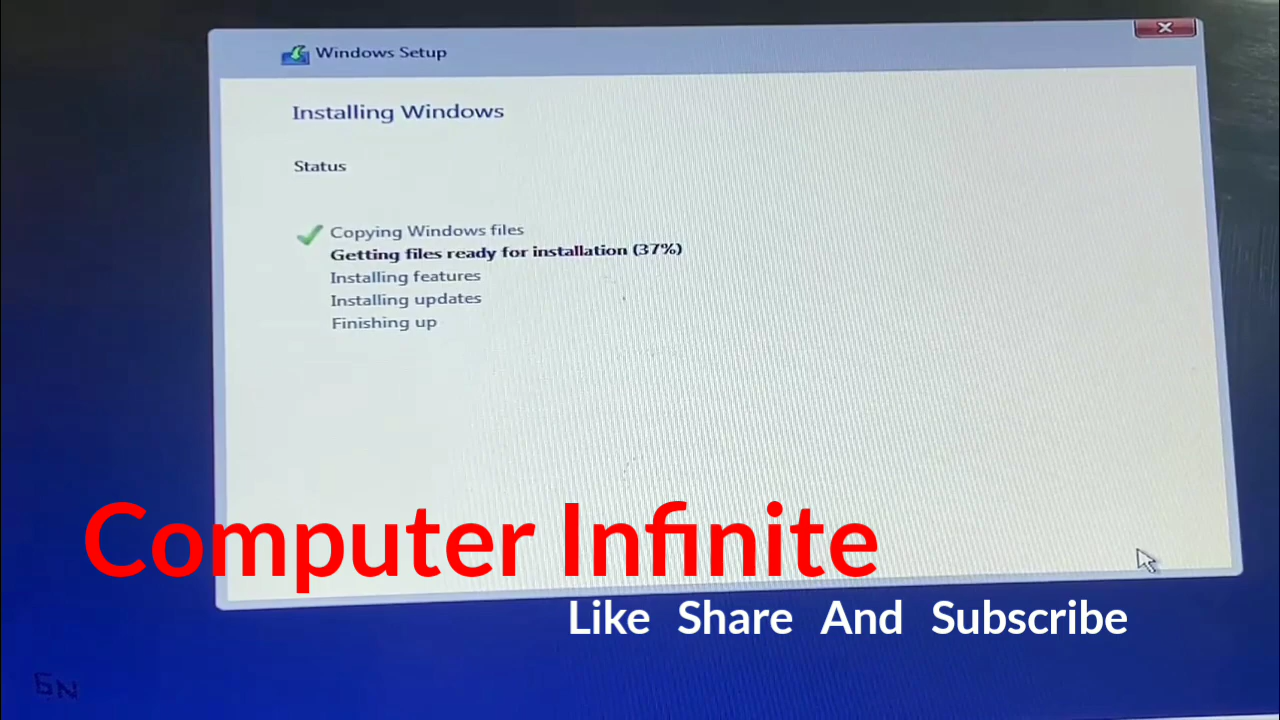 Windows Setup
Installing Windows
Status
Copying Windows files
Getting files ready for installation (37%)
Installing features
Installing updates
Finishing up
Computer Infinite
Like Share And Subscribe